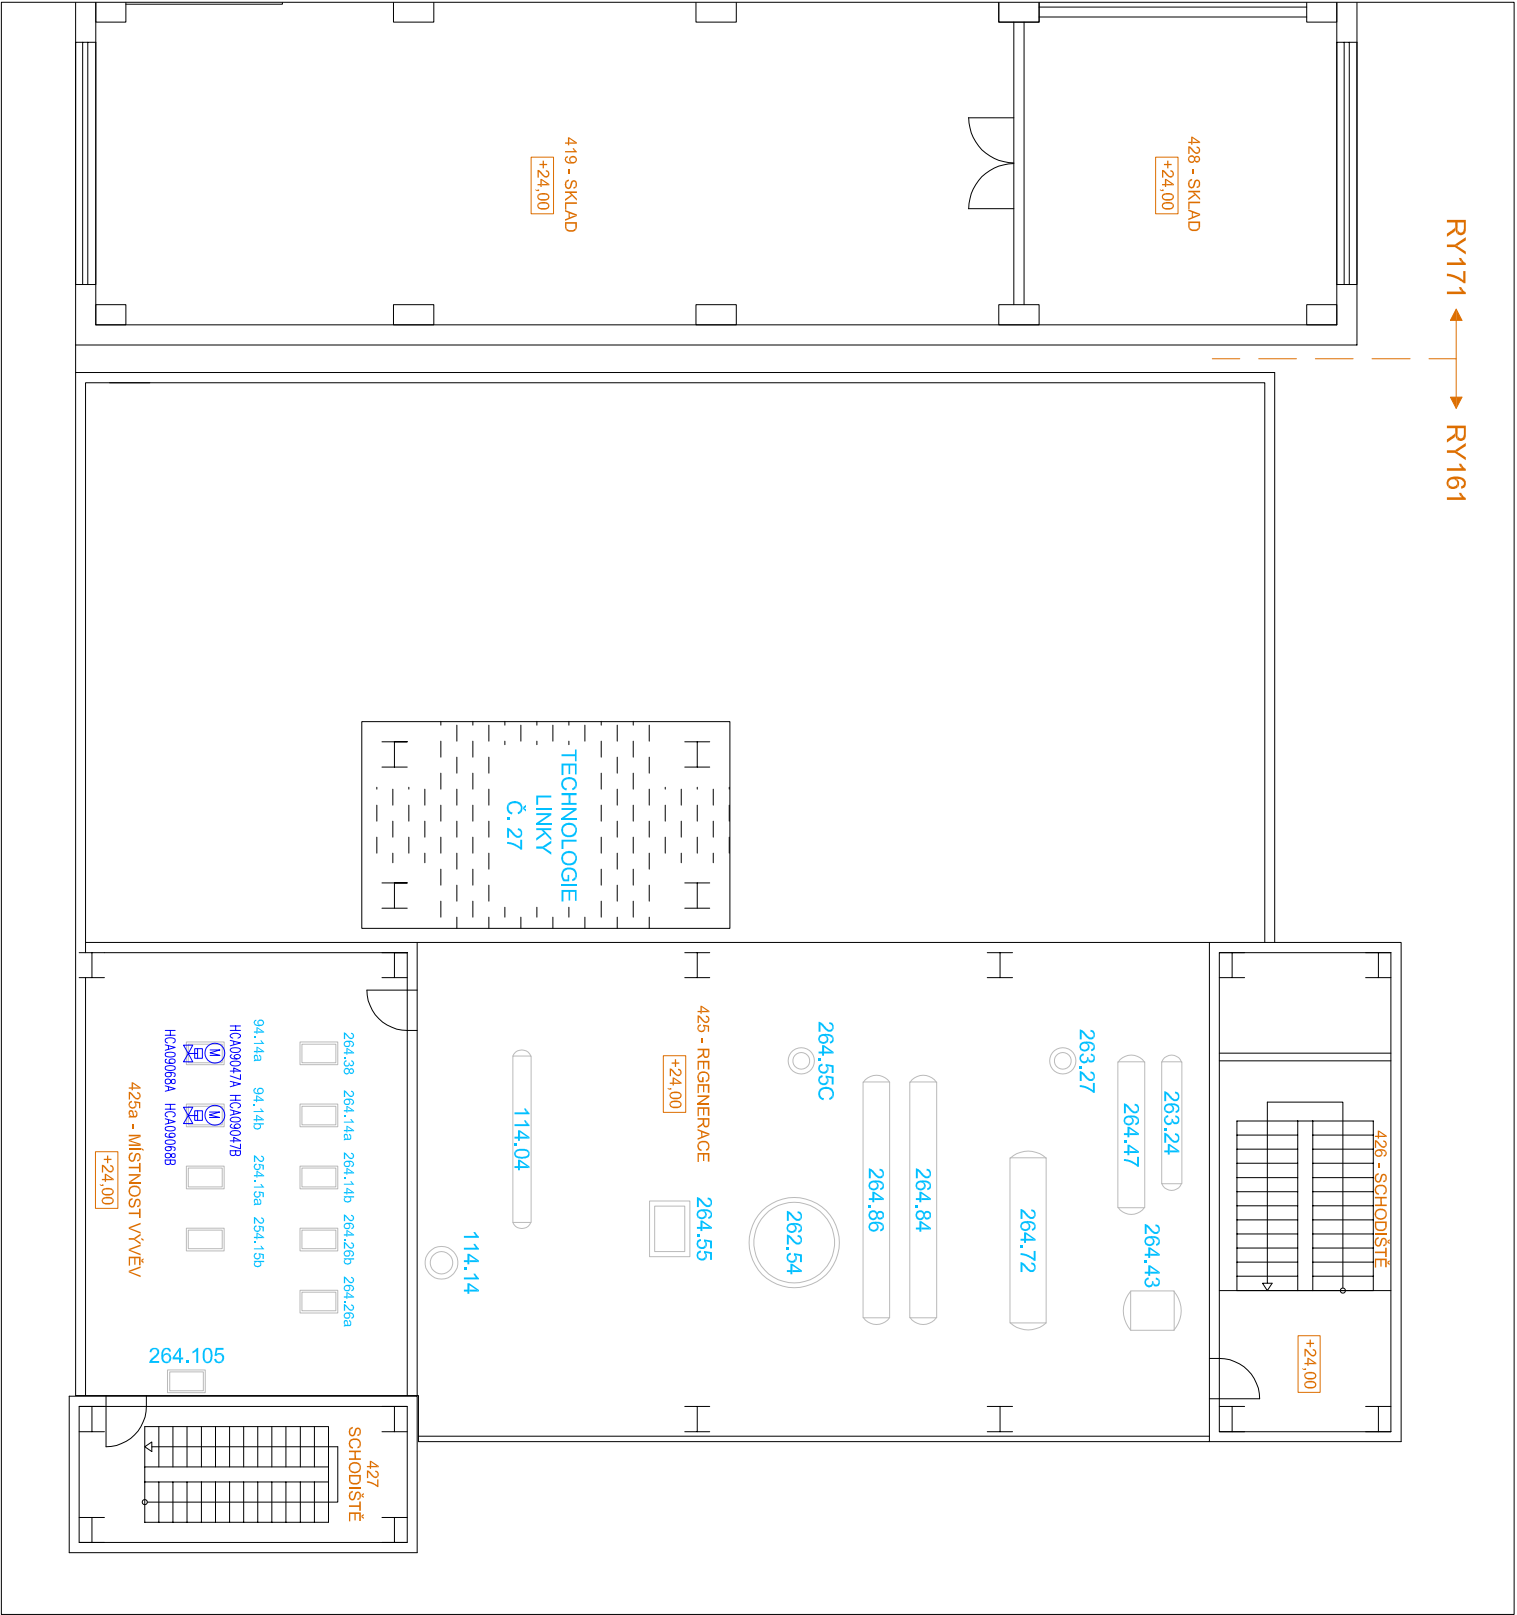 RY171
RY161
419 - SKLAD
+24,00
428 - SKLAD
+24,00
TECHNOLOGIE
LINKY
Č. 27
425 - REGENERACE
+24,00
264.55C
263.27
263.24
264.47
264.43
264.72
264.84
264.86
262.54
264.55
114.04
114.14
426 - SCHODIŠTĚ
+24,00
264.38
264.14a
264.14b
264.26b
264.26a
94.14a
94.14b
254.15a
254.15b
HCA09047A
HCA09047B
M
M
HCA09068A
HCA09068B
425a - MÍSTNOST VÝVĚV
+24,00
264.105
427
SCHODIŠTĚ